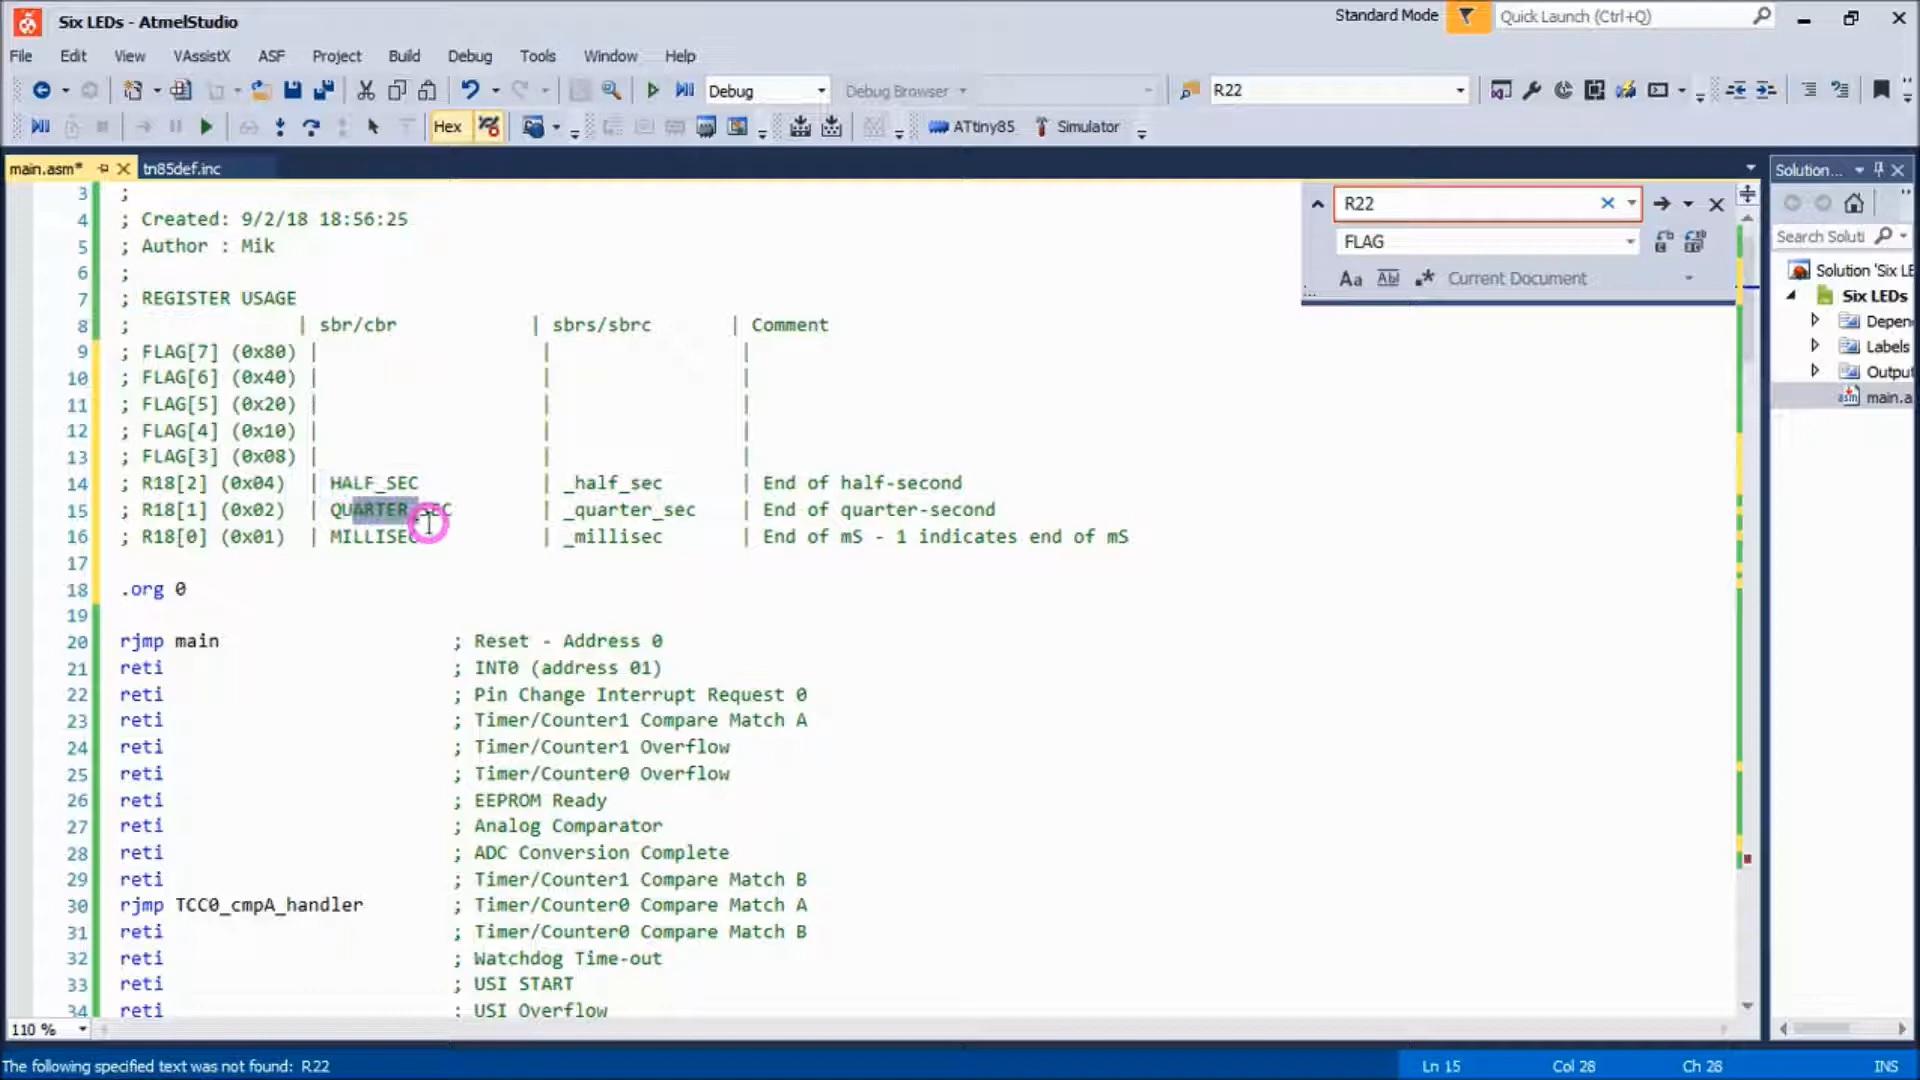 Six LEDs - AtmelStudio
Standard Mode
Quick Launch (Ctrl+Q)
File Edit View VAssistX ASF Project Build Debug Tools Window Help
Debug
Debug Browser
R22
Hex
ATtiny85
Simulator
main.asm*
tn85def.inc
Solution...
R22
FLAG
Aa Abl .* Current Document
Search Soluti
Solution 'Six LE
Six LEDs
Depen
Labels
Output
main.a
3 ;
4 ; Created: 9/2/18 18:56:25
5 ; Author : Mik
6 ;
7 ; REGISTER USAGE
8 ; | sbr/cbr | sbrs/sbrc | Comment
9 ; FLAG[7] (0x80) | | |
10 ; FLAG[6] (0x40) | | |
11 ; FLAG[5] (0x20) | | |
12 ; FLAG[4] (0x10) | | |
13 ; FLAG[3] (0x08) | | |
14 ; R18[2] (0x04) | HALF_SEC | _half_sec | End of half-second
15 ; R18[1] (0x02) | QUARTER_SEC | _quarter_sec | End of quarter-second
16 ; R18[0] (0x01) | MILLISEC | _millisec | End of mS - 1 indicates end of mS
17
18 .org 0
19
20 rjmp main ; Reset - Address 0
21 reti ; INT0 (address 01)
22 reti ; Pin Change Interrupt Request 0
23 reti ; Timer/Counter1 Compare Match A
24 reti ; Timer/Counter1 Overflow
25 reti ; Timer/Counter0 Overflow
26 reti ; EEPROM Ready
27 reti ; Analog Comparator
28 reti ; ADC Conversion Complete
29 reti ; Timer/Counter1 Compare Match B
30 rjmp TCC0_cmpA_handler ; Timer/Counter0 Compare Match A
31 reti ; Timer/Counter0 Compare Match B
32 reti ; Watchdog Time-out
33 reti ; USI START
34 reti ; USI Overflow
110 %
The following specified text was not found: R22
Ln 15 Col 28 Ch 28 INS